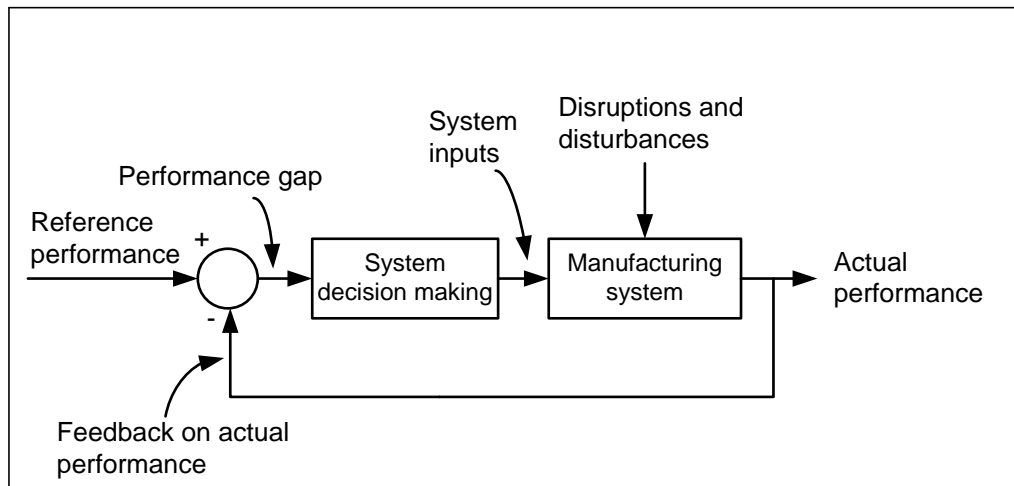 Disruptions and
disturbances
System
inputs
Performance gap
Reference
performance
+
System
decision making
Manufacturing
system
Actual
performance
-
Feedback on actual
performance